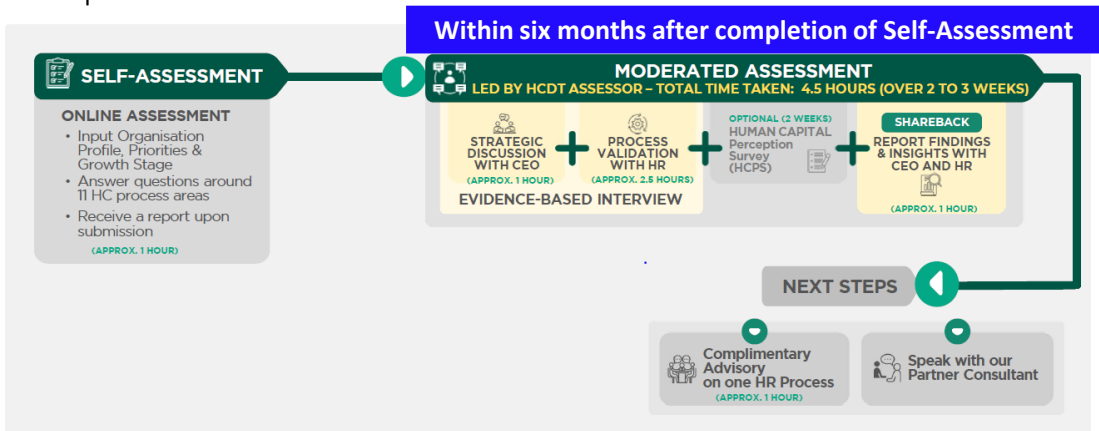 Within six months after completion of Self-Assessment
SELF-ASSESSMENT
ONLINE ASSESSMENT
• Input Organisation
Profile, Priorities &
Growth Stage
• Answer questions around
11 HC process areas
• Receive a report upon
submission
(APPROX. 1 HOUR)
MODERATED ASSESSMENT
LED BY HCDT ASSESSOR – TOTAL TIME TAKEN: 4.5 HOURS (OVER 2 TO 3 WEEKS)
STRATEGIC
DISCUSSION
WITH CEO
(APPROX. 1 HOUR)
PROCESS
VALIDATION
WITH HR
(APPROX. 2.5 HOURS)
EVIDENCE-BASED INTERVIEW
OPTIONAL (2 WEEKS)
HUMAN CAPITAL
Perception
Survey
(HCPS)
SHAREBACK
REPORT FINDINGS
& INSIGHTS WITH
CEO AND HR
(APPROX. 1 HOUR)
NEXT STEPS
Complimentary
Advisory
on one HR Process
(APPROX. 1 HOUR)
Speak with our
Partner Consultant